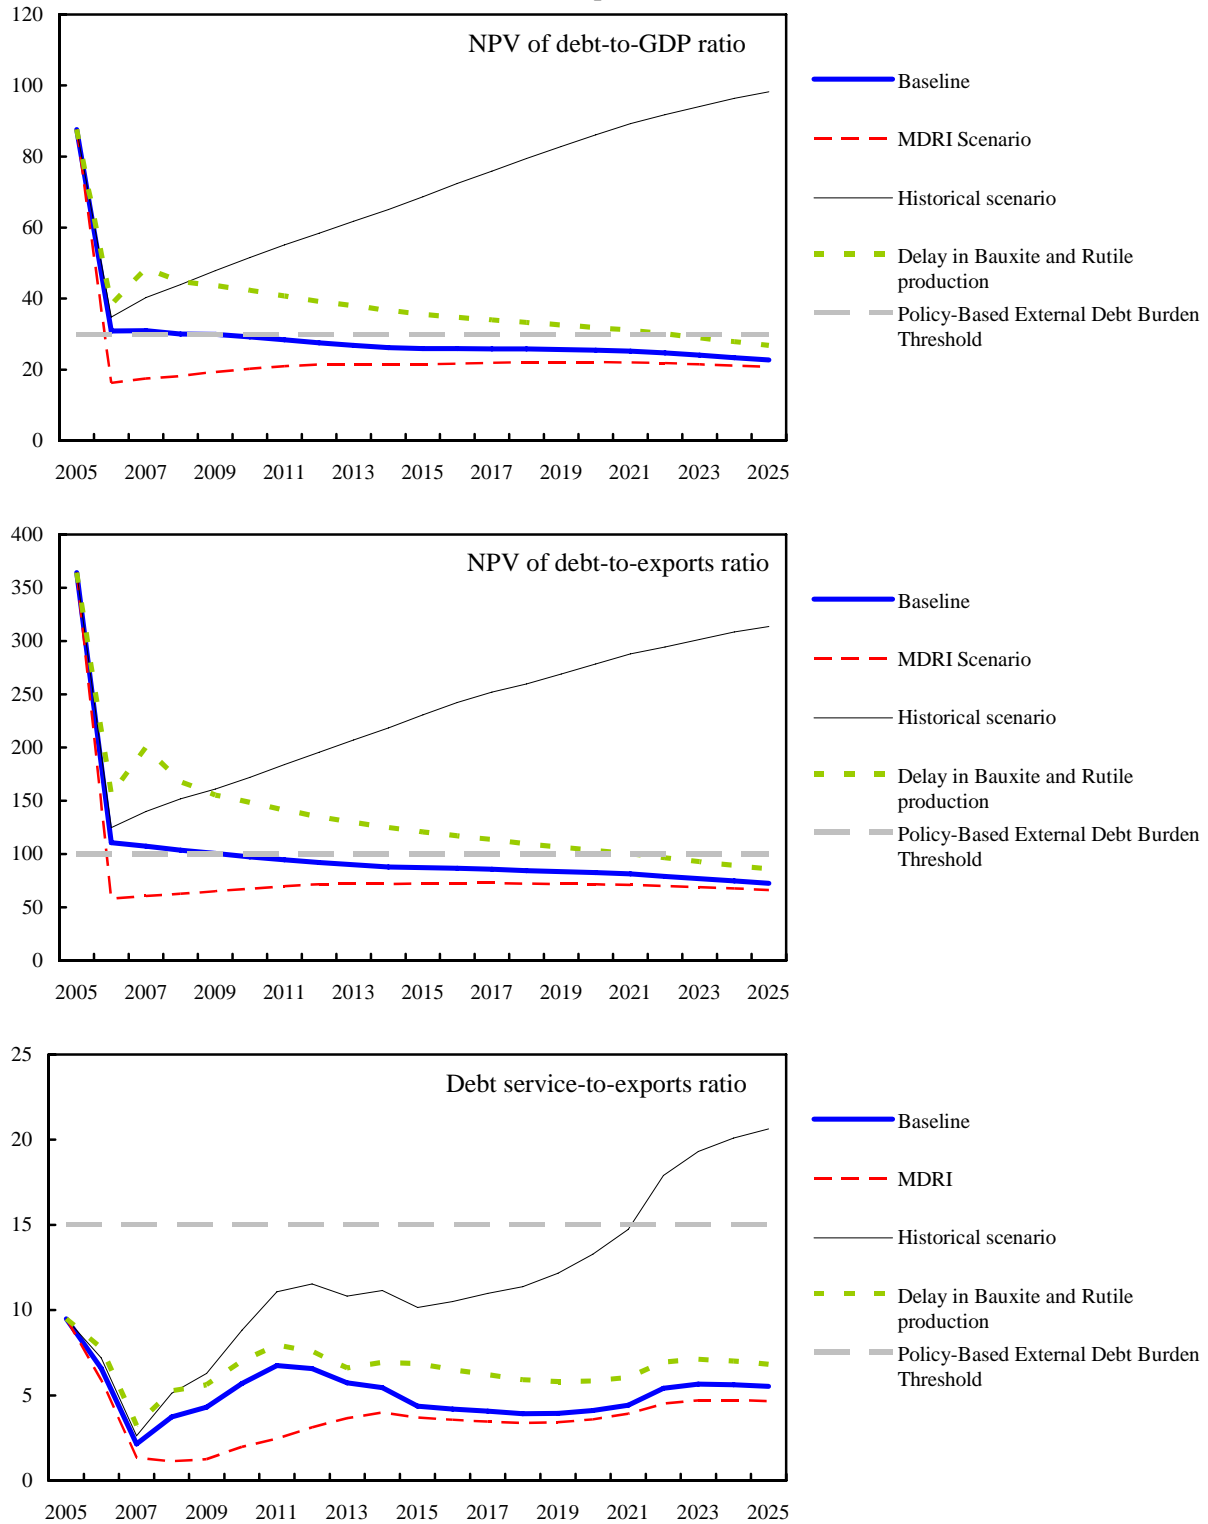 NPV of debt-to-GDP ratio
120
100
80
60
40
20
0
2005 2007 2009 2011 2013 2015 2017 2019 2021 2023 2025
Baseline
MDRI Scenario
Historical scenario
Delay in Bauxite and Rutile
production
Policy-Based External Debt Burden
Threshold
NPV of debt-to-exports ratio
400
350
300
250
200
150
100
50
0
2005 2007 2009 2011 2013 2015 2017 2019 2021 2023 2025
Baseline
MDRI Scenario
Historical scenario
Delay in Bauxite and Rutile
production
Policy-Based External Debt Burden
Threshold
Debt service-to-exports ratio
25
20
15
10
5
0
2005 2007 2009 2011 2013 2015 2017 2019 2021 2023 2025
Baseline
MDRI
Historical scenario
Delay in Bauxite and Rutile
production
Policy-Based External Debt Burden
Threshold